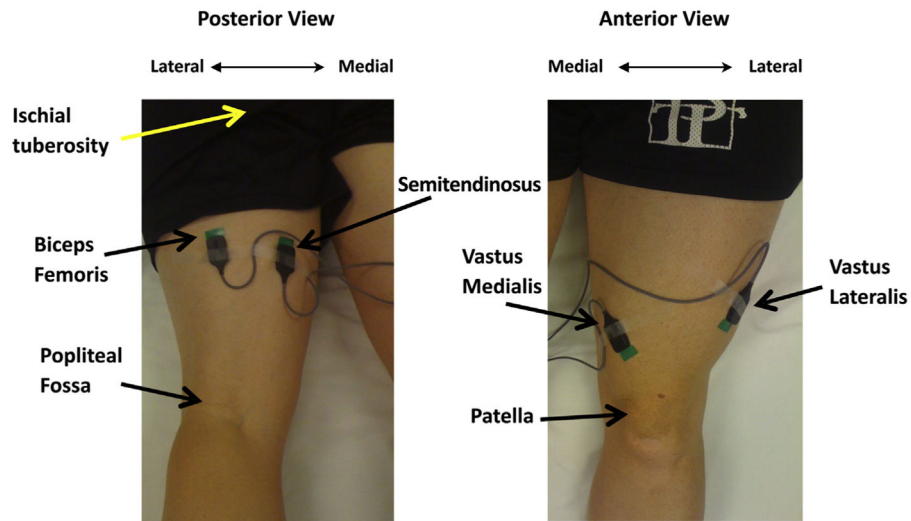 Posterior View
Lateral
Medial
Ischial
tuberosity
Semitendinosus
Biceps
Femoris
Popliteal
Fossa
Anterior View
Medial
Lateral
Vastus
Medialis
Vastus
Lateralis
Patella